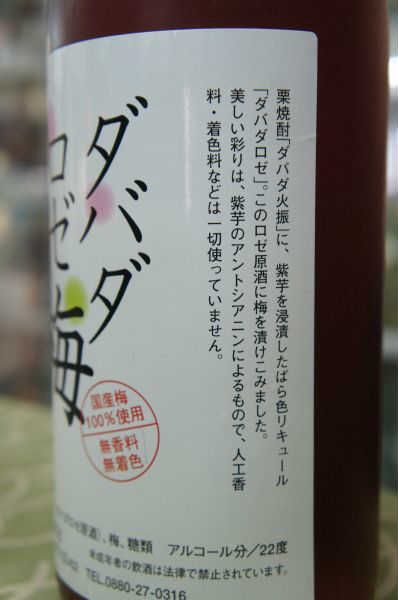 栗焼酎「ダバダ火振」に、紫芋を浸漬したばら色リキュール
「ダバダロゼ」。このロゼ原酒に梅を漬けこみました。
美しい彩りは、紫芋のアントシアニンによるもので、人工香
料・着色料などは一切使っていません。
ダバダ
ロゼ梅
国産梅
100%使用
無香料
無着色
原酒)、梅、糖類 アルコール分/22度
未成年者の飲酒は法律で禁止されています。
TEL.0880-27-0316